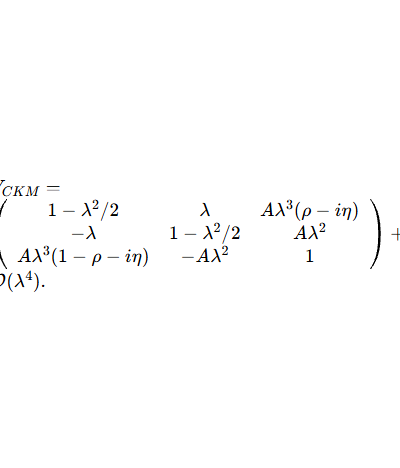 V_{CKM} =
( 1 − λ²/2 λ Aλ³(ρ − iη) )
−λ 1 − λ²/2 Aλ² +
Aλ³(1 − ρ − iη) −Aλ² 1
O(λ⁴).